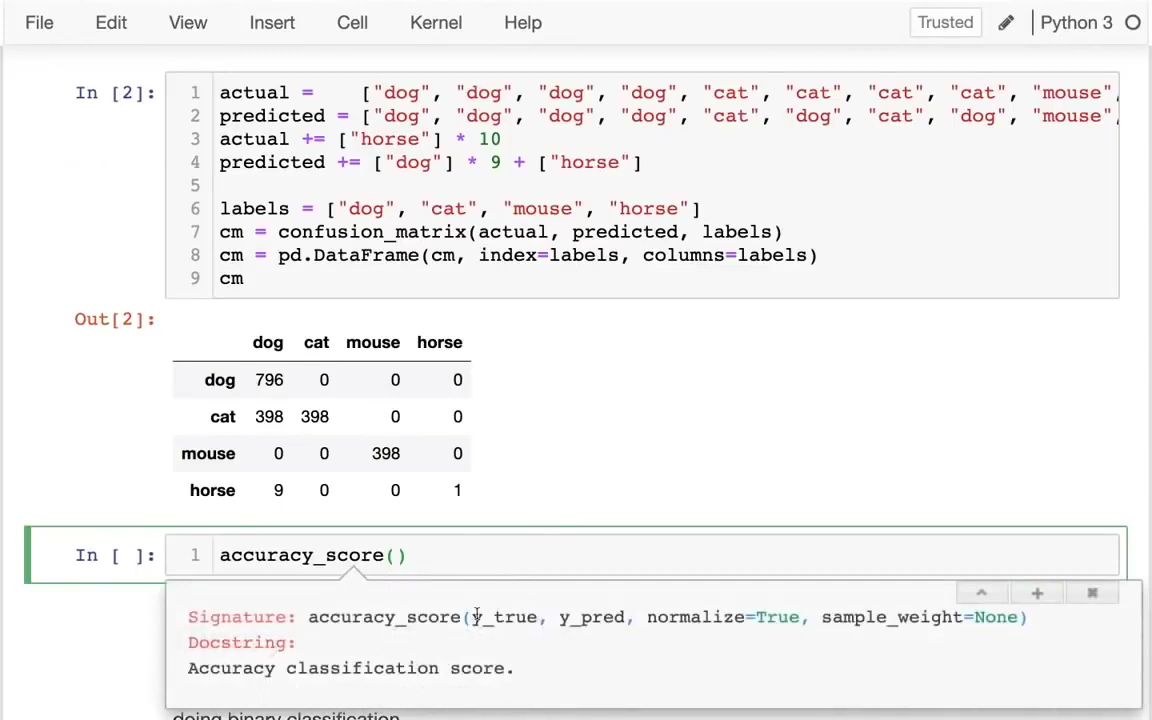 File Edit View Insert Cell Kernel Help Trusted Python 3
In [2]:
1 actual =    ["dog", "dog", "dog", "dog", "cat", "cat", "cat", "cat", "mouse",
2 predicted = ["dog", "dog", "dog", "dog", "cat", "dog", "cat", "dog", "mouse",
3 actual += ["horse"] * 10
4 predicted += ["dog"] * 9 + ["horse"]
5
6 labels = ["dog", "cat", "mouse", "horse"]
7 cm = confusion_matrix(actual, predicted, labels)
8 cm = pd.DataFrame(cm, index=labels, columns=labels)
9 cm
Out[2]:
dog cat mouse horse
dog 796 0 0 0
cat 398 398 0 0
mouse 0 0 398 0
horse 9 0 0 1
In [ ]: 1 accuracy_score()
Signature: accuracy_score(y_true, y_pred, normalize=True, sample_weight=None)
Docstring:
Accuracy classification score.
doing binary classification